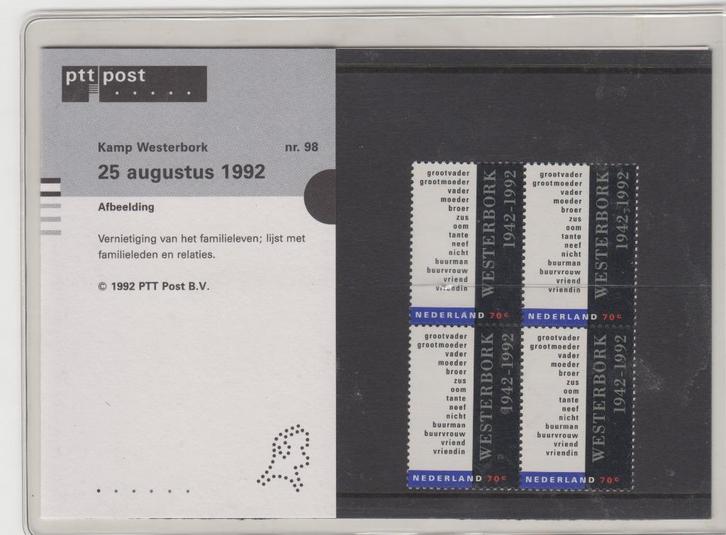 ptt post
Kamp Westerbork nr. 98
25 augustus 1992
Afbeelding
Vernietiging van het familieleven; lijst met
familieleden en relaties.
© 1992 PTT Post B.V.
grootvader
grootmoeder
vader
moeder
broer
zus
oom
tante
neef
nicht
buurman
buurvrouw
vriend
vriendin
WESTERBORK
1942-1992
NEDERLAND 70c
grootvader
grootmoeder
vader
moeder
broer
zus
oom
tante
neef
nicht
buurman
buurvrouw
vriend
vriendin
WESTERBORK
1942-1992
NEDERLAND 70c
grootvader
grootmoeder
vader
moeder
broer
zus
oom
tante
neef
nicht
buurman
buurvrouw
vriend
vriendin
WESTERBORK
1942-1992
NEDERLAND 70c
grootvader
grootmoeder
vader
moeder
broer
zus
oom
tante
neef
nicht
buurman
buurvrouw
vriend
vriendin
WESTERBORK
1942-1992
NEDERLAND 70c